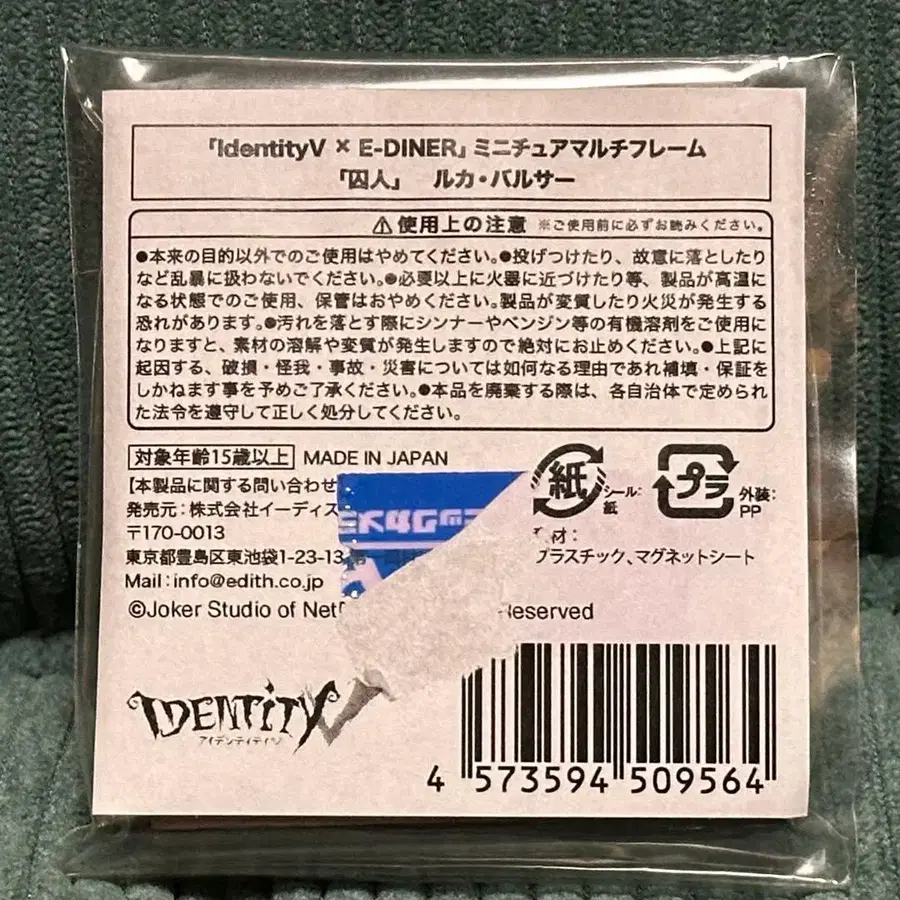 「IdentityV × E-DINER」ミニチュアマルチフレーム
「囚人」 ルカ・バルサー
⚠使用上の注意 ※ご使用前に必ずお読みください。
●本来の目的以外でのご使用はやめてください。●投げつけたり、故意に落としたり
など乱暴に扱わないでください。●必要以上に火器に近づけたり等、製品が高温に
なる状態でのご使用、保管はおやめください。製品が変質したり火災が発生する
恐れがあります。●汚れを落とす際にシンナーやベンジン等の有機溶剤をご使用に
なりますと、素材の溶解や変質が発生しますので絶対にお止めください。●上記に
起因する、破損・怪我・事故・災害については如何なる理由であれ補填・保証を
しかねます事を予めご了承ください。●本品を廃棄する際は、各自治体で定められ
た法令を遵守して正しく処分してください。
対象年齢15歳以上 MADE IN JAPAN
【本製品に関する問い合わせ
発売元:株式会社イーディス
〒170-0013
東京都豊島区東池袋1-23-13
Mail:info@edith.co.jp
©Joker Studio of Net Reserved
紙 シール:紙
プラ 外装:PP
材:
プラスチック、マグネットシート
IDENTITY V
アイデンティティV
4 573594 509564